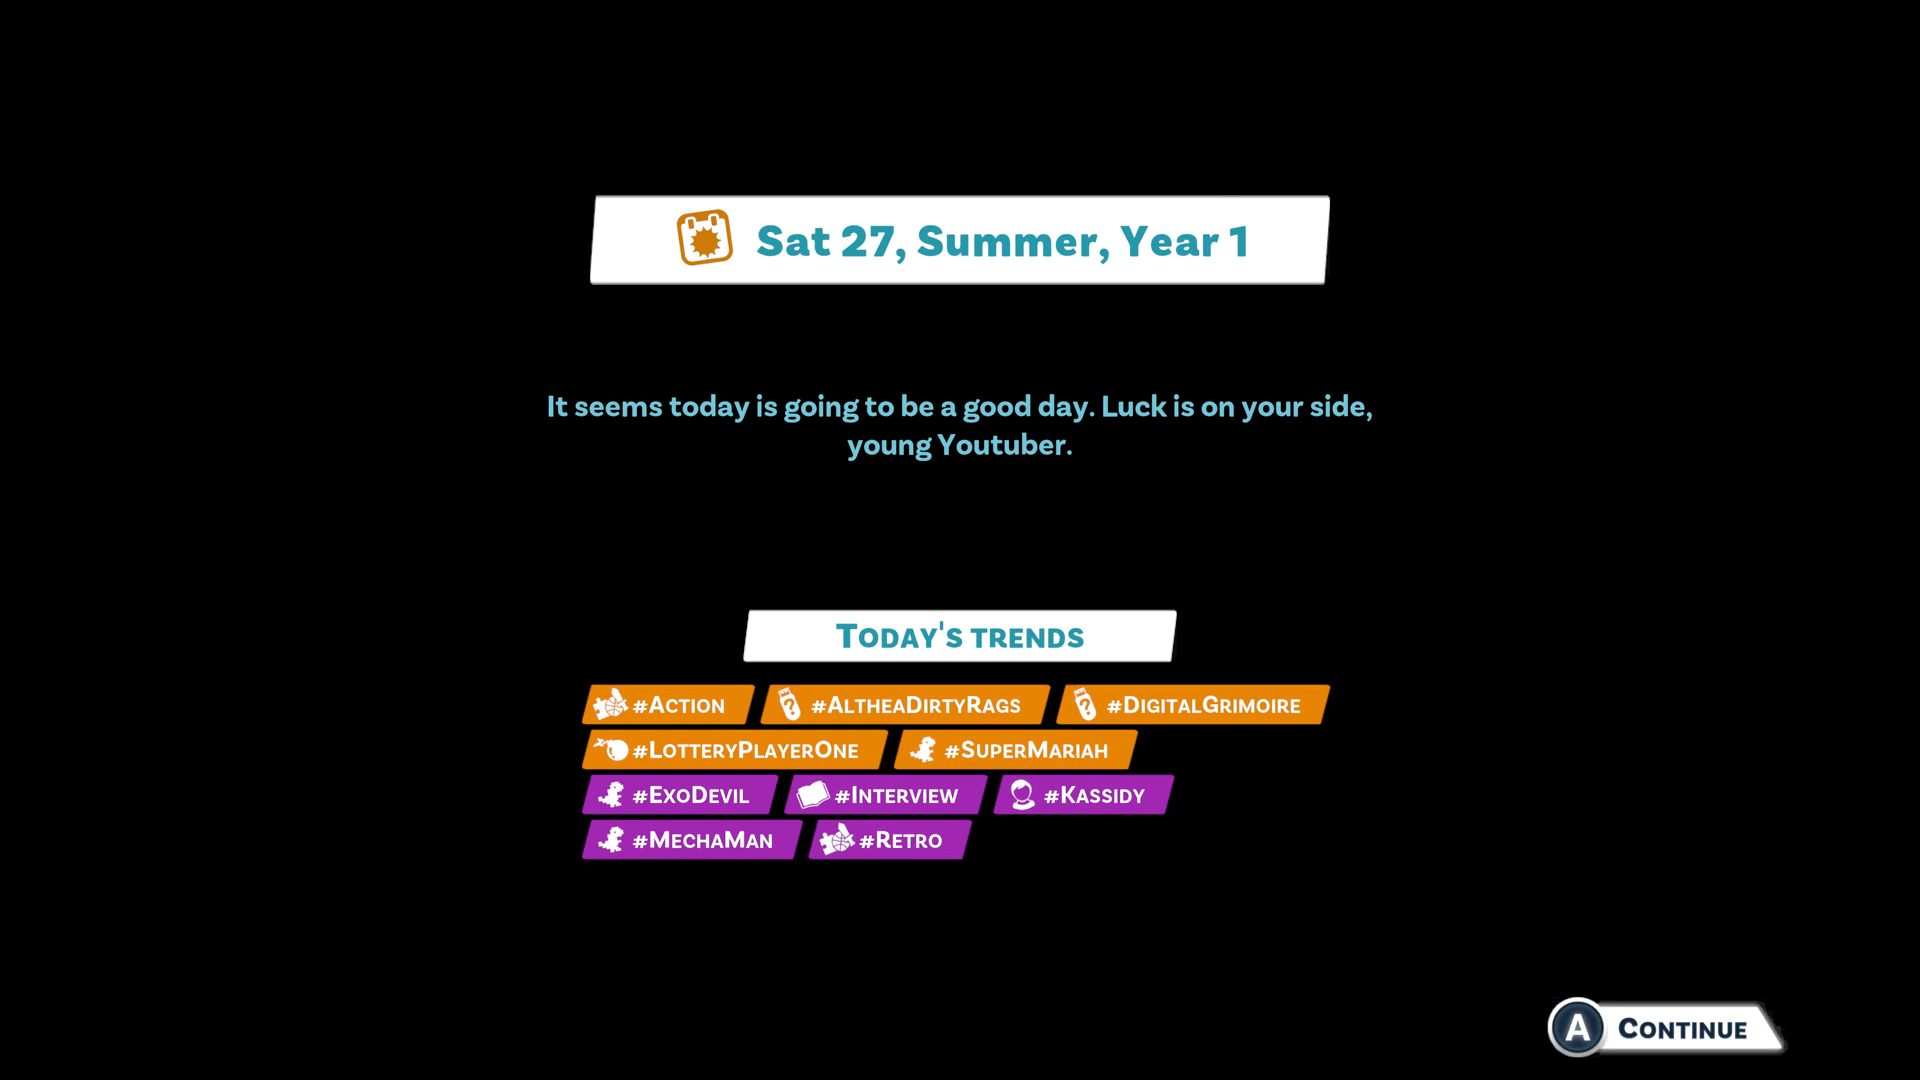 Sat 27, Summer, Year 1
It seems today is going to be a good day. Luck is on your side,
young Youtuber.
Today's trends
#Action #AltheaDirtyRags #DigitalGrimoire
#LotteryPlayerOne #SuperMariah
#ExoDevil #Interview #Kassidy
#MechaMan #Retro
A Continue